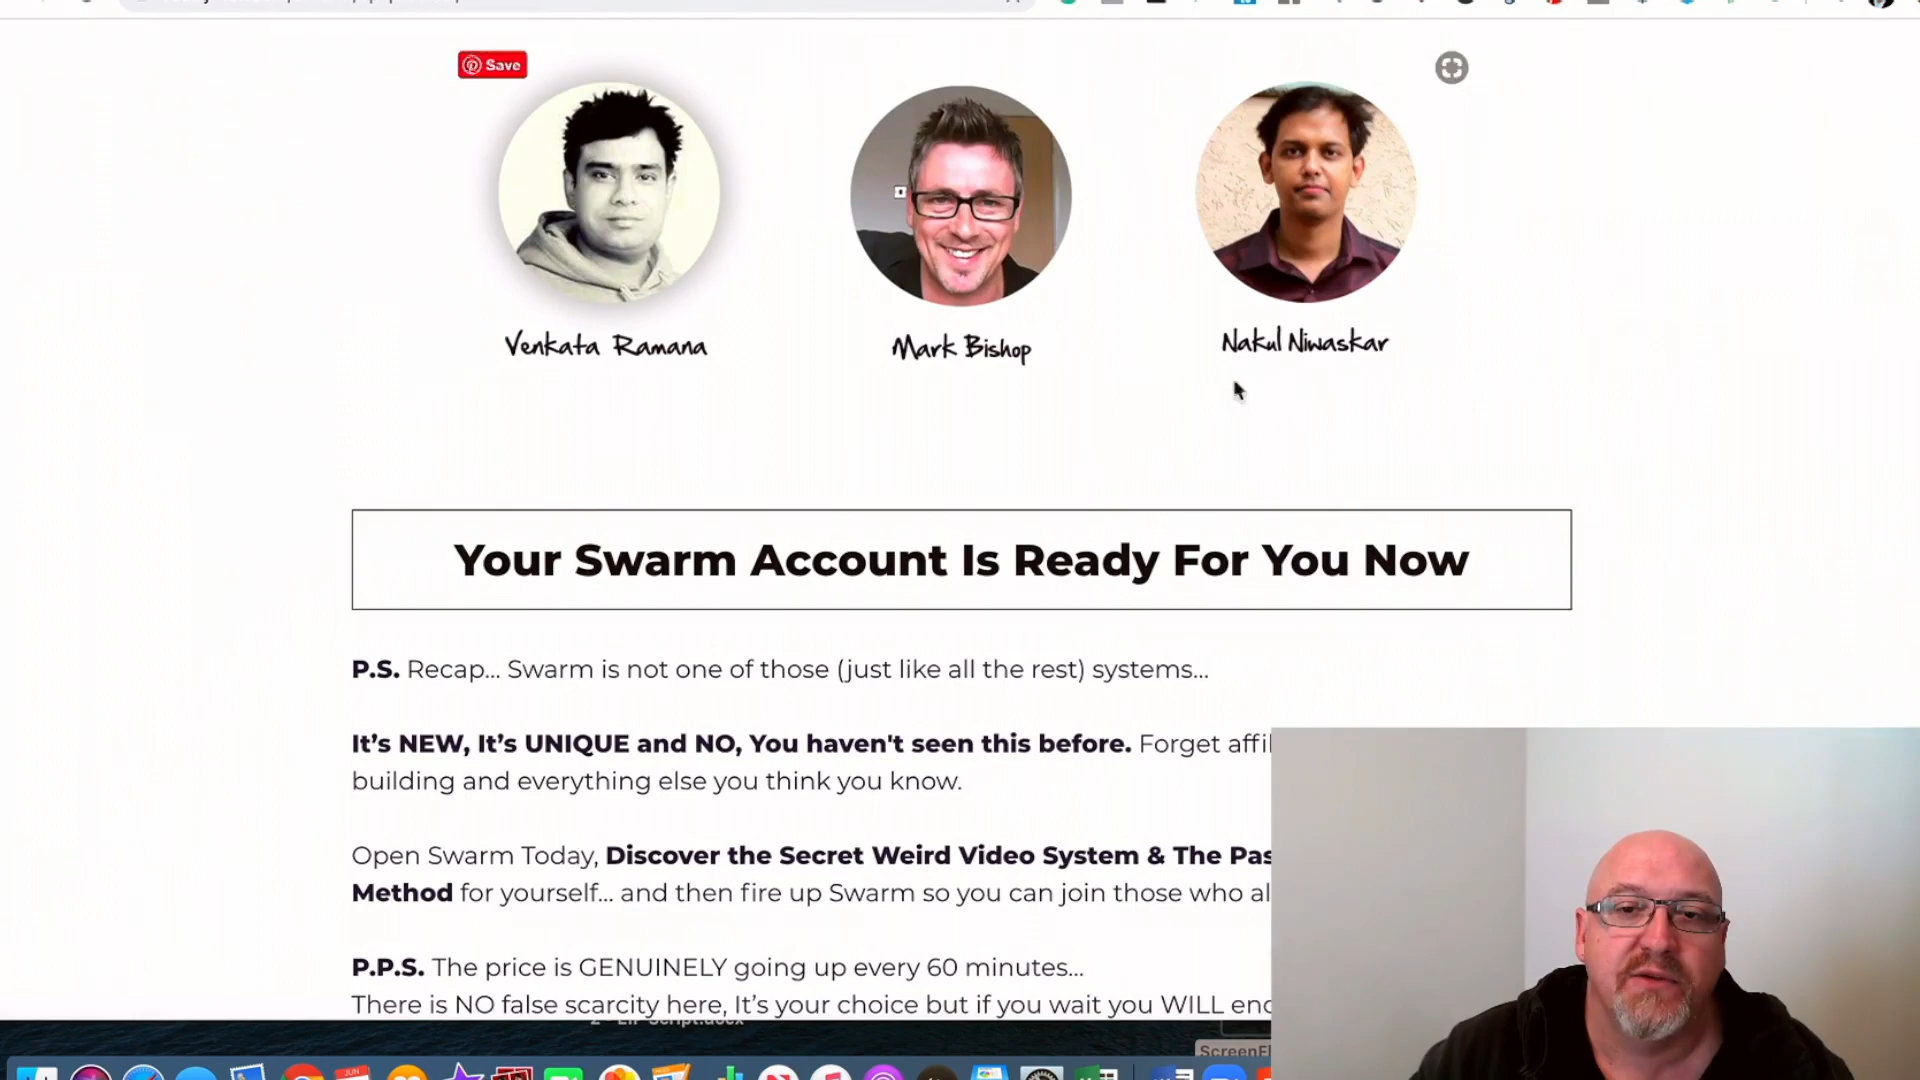 Save
Venkata Ramana
Mark Bishop
Nakul Niwaskar
Your Swarm Account Is Ready For You Now
P.S. Recap... Swarm is not one of those (just like all the rest) systems...
It's NEW, It's UNIQUE and NO, You haven't seen this before. Forget affil
building and everything else you think you know.
Open Swarm Today, Discover the Secret Weird Video System & The Pas
Method for yourself... and then fire up Swarm so you can join those who al
P.P.S. The price is GENUINELY going up every 60 minutes...
There is NO false scarcity here, It's your choice but if you wait you WILL end
JUN